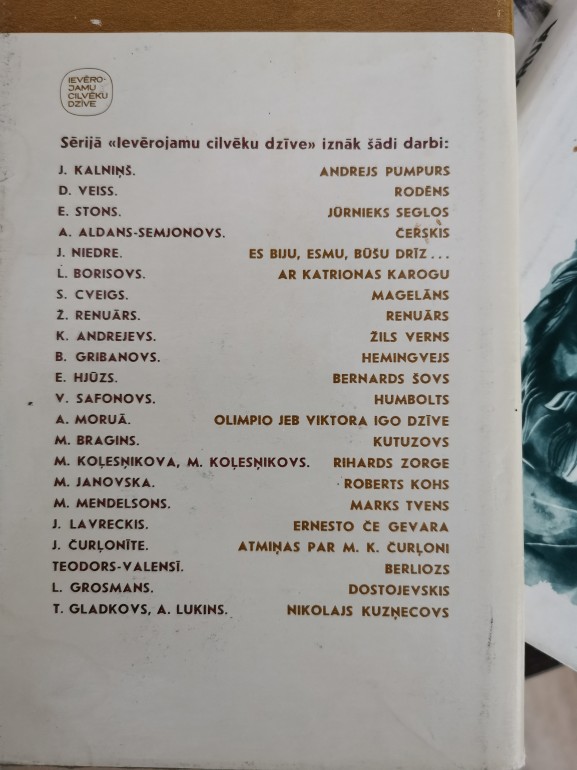 IEVĒRO-
JAMU
CILVĒKU
DZĪVE
Sērijā «Ievērojamu cilvēku dzīve» iznāk šādi darbi:
J. KALNIŅŠ. ANDREJS PUMPURS
D. VEISS. RODĒNS
E. STONS. JŪRNIEKS SEGLOS
A. ALDANS-SEMJONOVS. ČERSKIS
J. NIEDRE. ES BIJU, ESMU, BŪŠU DRĪZ ...
L. BORISOVS. AR KATRIONAS KAROGU
S. CVEIGS. MAGELĀNS
Ž. RENUĀRS. RENUĀRS
K. ANDREJEVS. ŽILS VERNS
B. GRIBANOVS. HEMINGVEJS
E. HJŪZS. BERNARDS ŠOVS
V. SAFONOVS. HUMBOLTS
A. MORUĀ. OLIMPIO JEB VIKTORA IGO DZĪVE
M. BRAGINS. KUTUZOVS
M. KOĻESŅIKOVA, M. KOĻESŅIKOVS. RIHARDS ZORGE
M. JANOVSKA. ROBERTS KOHS
M. MENDELSONS. MARKS TVENS
J. LAVRECKIS. ERNESTO ČE GEVARA
J. ČURĻONĪTE. ATMIŅAS PAR M. K. ČURĻONI
TEODORS-VALENSĪ. BERLIOZS
L. GROSMANS. DOSTOJEVSKIS
T. GLADKOVS, A. LUKINS. NIKOLAJS KUZŅECOVS